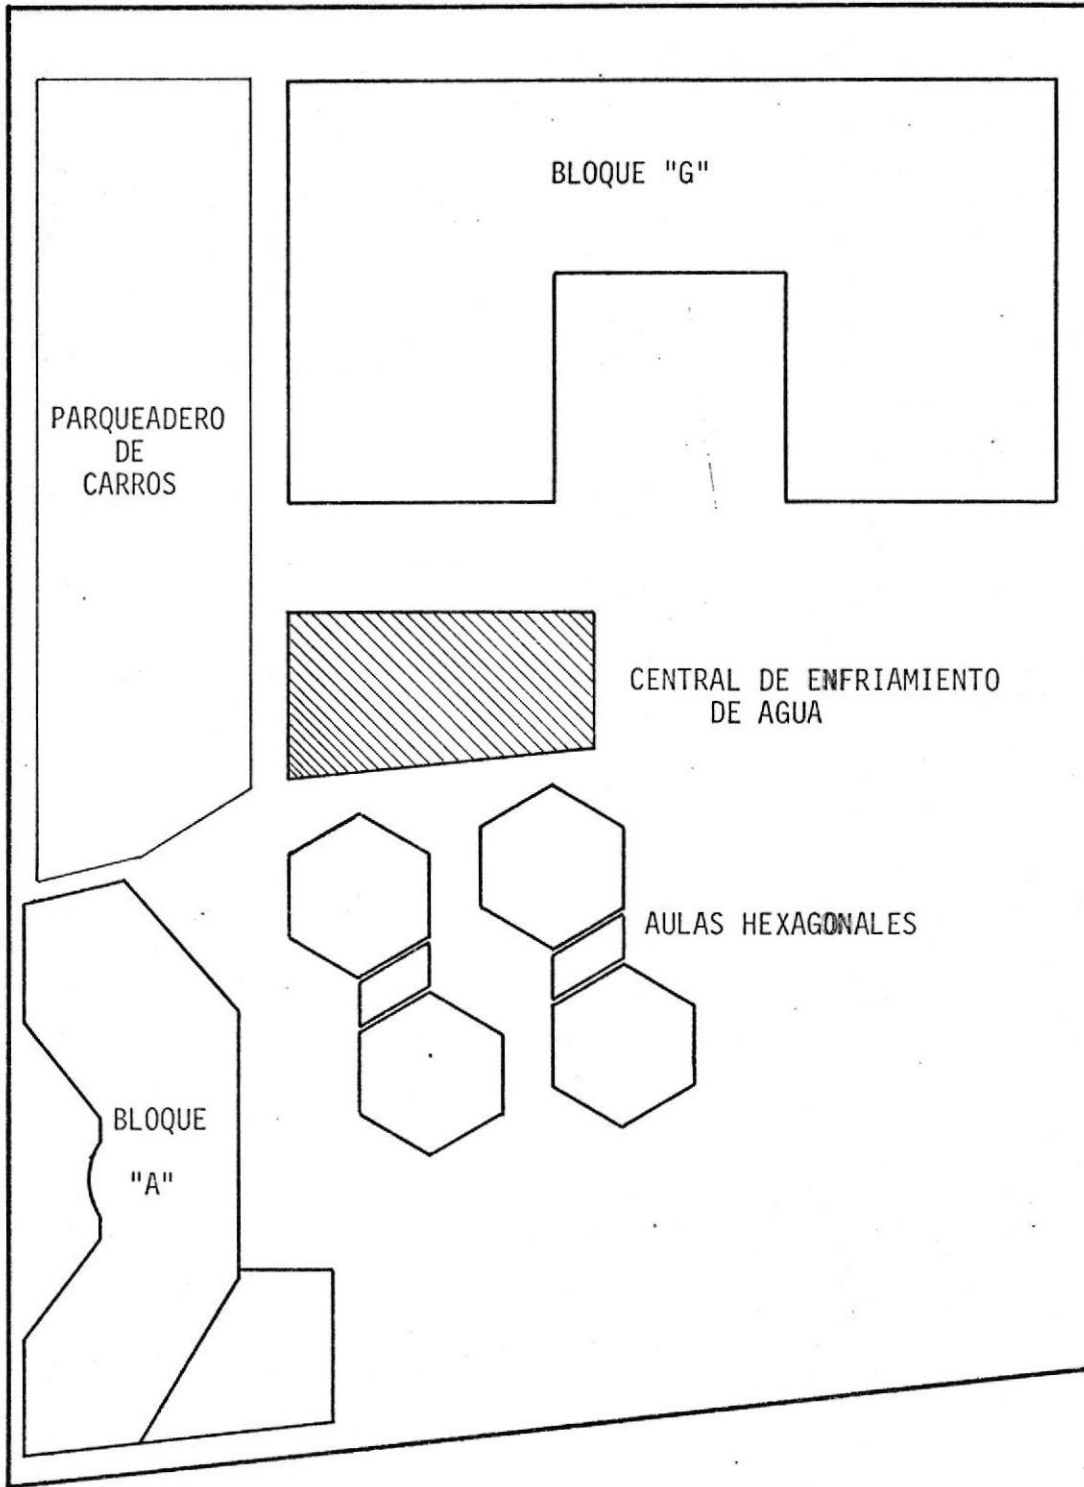 BLOQUE "G"
PARQUEADERO
DE
CARROS
CENTRAL DE ENFRIAMIENTO
DE AGUA
AULAS HEXAGONALES
BLOQUE
"A"